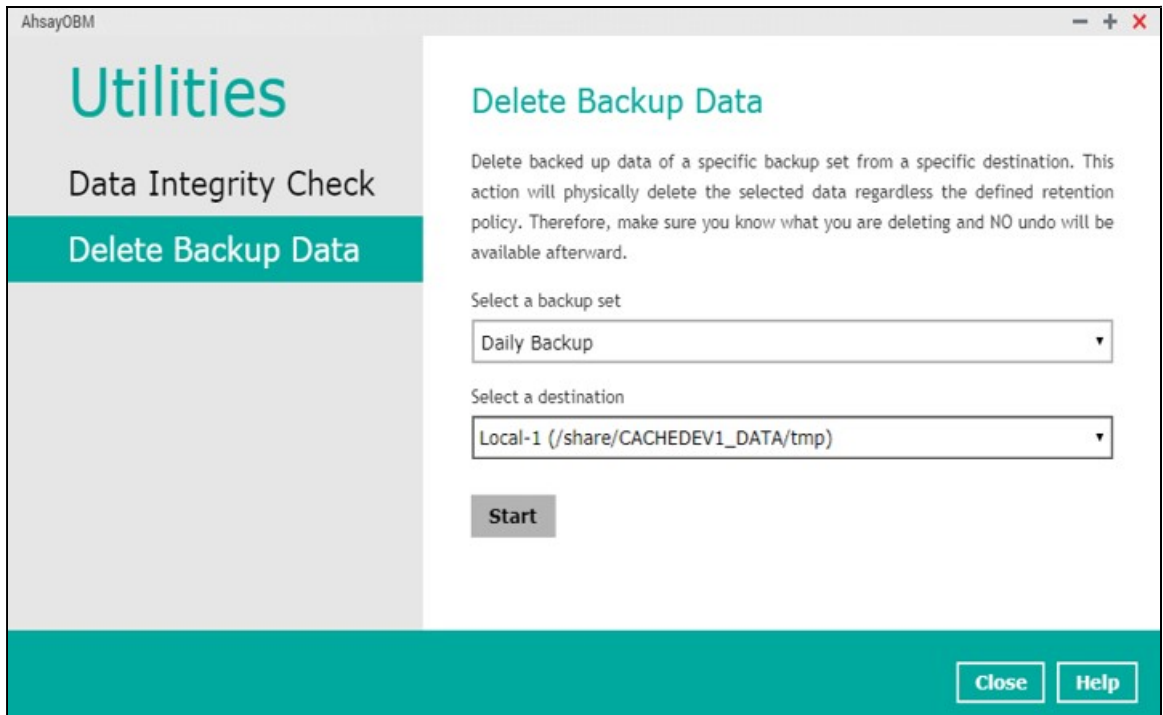 AhsayOBM
Utilities
Data Integrity Check
Delete Backup Data
Delete Backup Data
Delete backed up data of a specific backup set from a specific destination. This
action will physically delete the selected data regardless the defined retention
policy. Therefore, make sure you know what you are deleting and NO undo will be
available afterward.
Select a backup set
Daily Backup
Select a destination
Local-1 (/share/CACHEDEV1_DATA/tmp)
Start
Close
Help